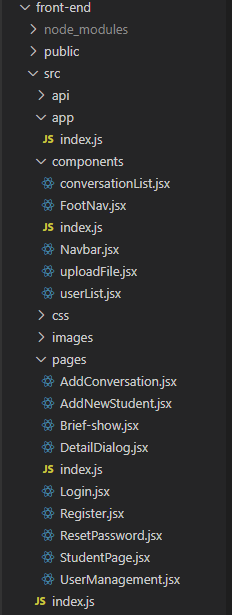 front-end
node_modules
public
src
api
app
JS index.js
components
conversationList.jsx
FootNav.jsx
JS index.js
Navbar.jsx
uploadFile.jsx
userList.jsx
css
images
pages
AddConversation.jsx
AddNewStudent.jsx
Brief-show.jsx
DetailDialog.jsx
JS index.js
Login.jsx
Register.jsx
ResetPassword.jsx
StudentPage.jsx
UserManagement.jsx
JS index.js